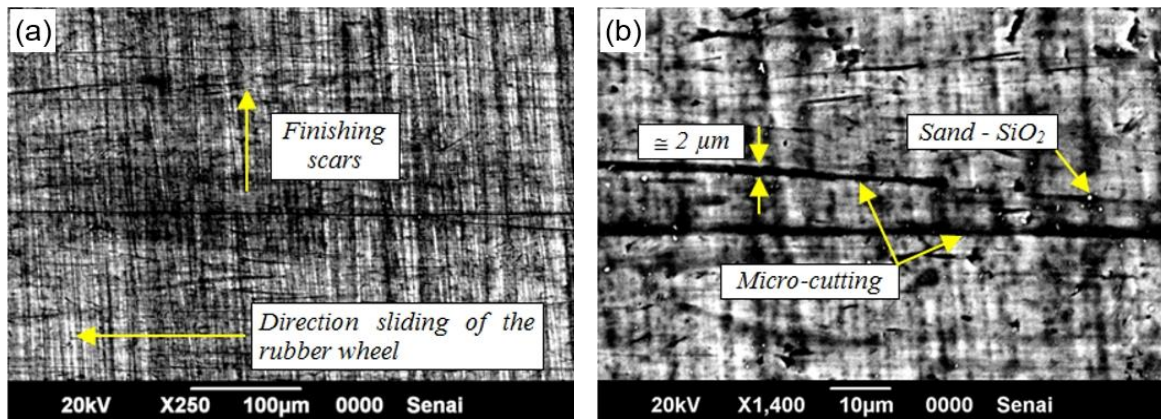 (a)
Finishing
scars
Direction sliding of the
rubber wheel
20kV X250 100µm 0000 Senai
(b)
≅ 2 µm
Sand - SiO₂
Micro-cutting
20kV X1,400 10µm 0000 Senai